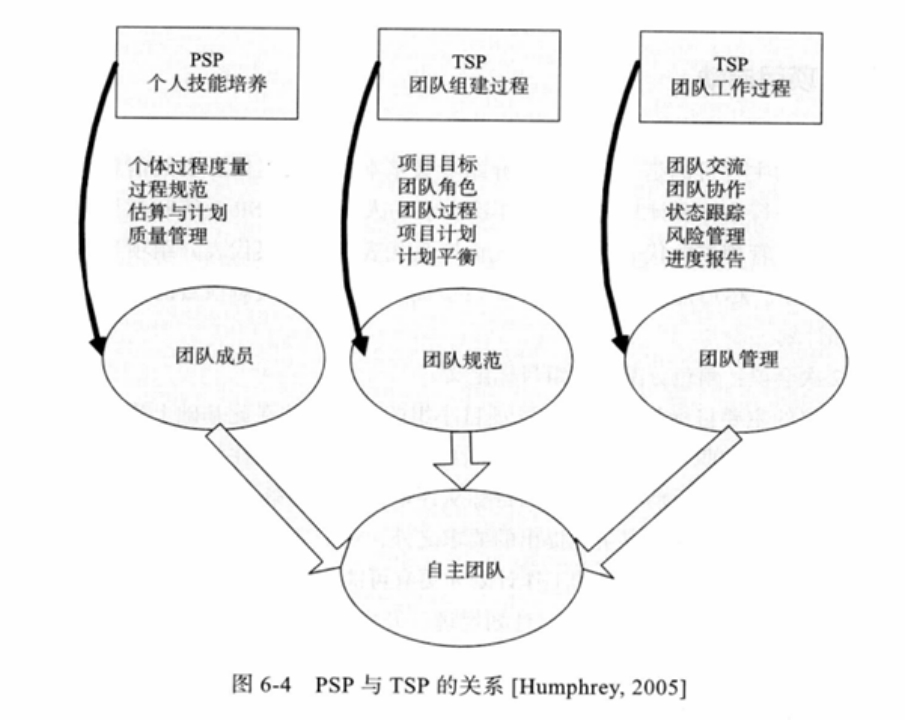 PSP
个人技能培养
TSP
团队组建过程
TSP
团队工作过程
个体过程度量
过程规范
估算与计划
质量管理
项目目标
团队角色
团队过程
项目计划
计划平衡
团队交流
团队协作
状态跟踪
风险管理
进度报告
团队成员
团队规范
团队管理
自主团队
图 6-4 PSP 与 TSP 的关系 [Humphrey, 2005]